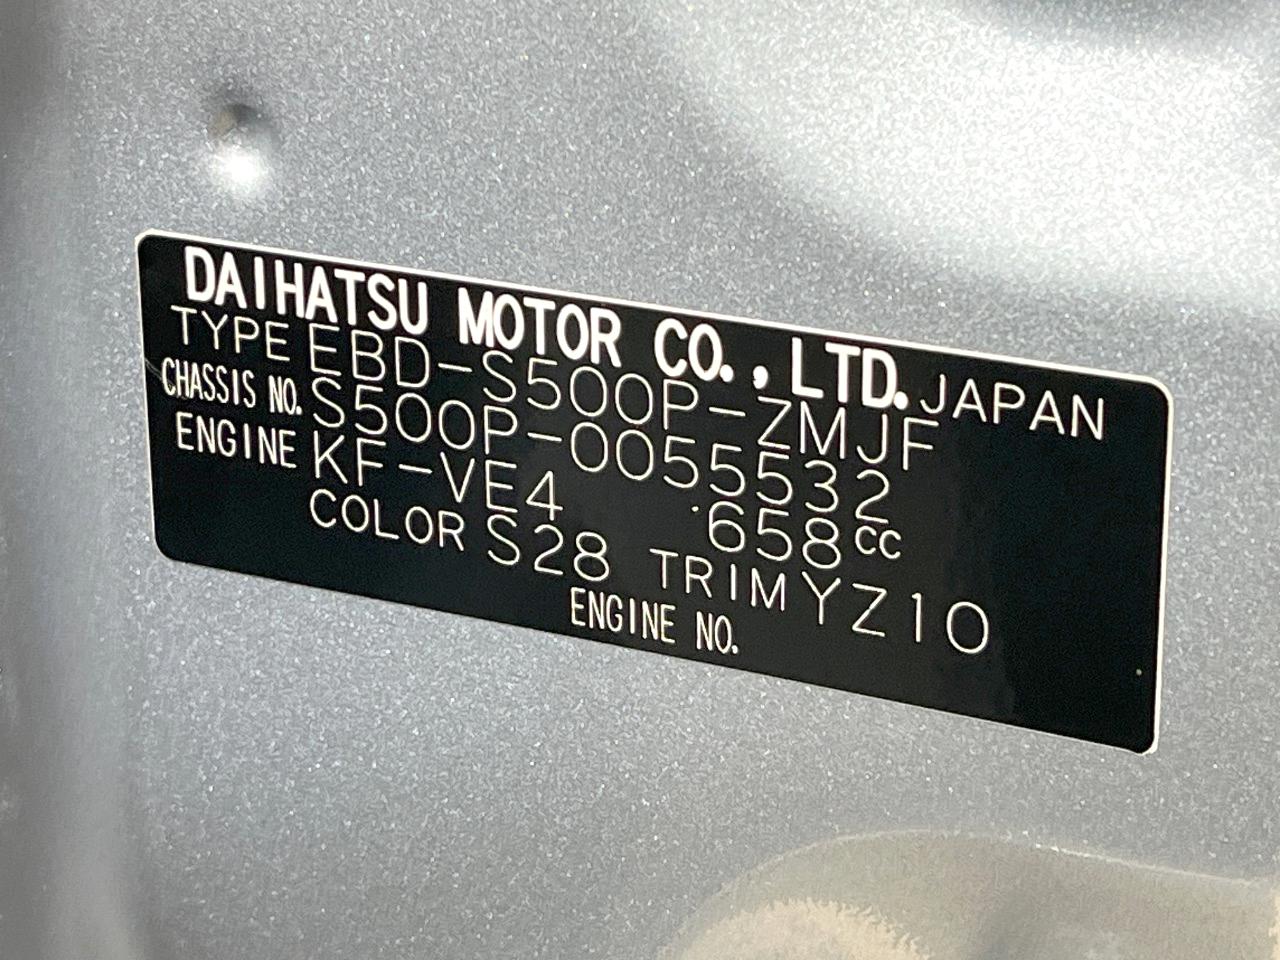 DAIHATSU MOTOR CO., LTD. JAPAN
TYPE EBD-S500P-ZMJF
CHASSIS NO. S500P-0055532
ENGINE KF-VE4 658cc
COLOR S28 TRIM YZ10
ENGINE NO.